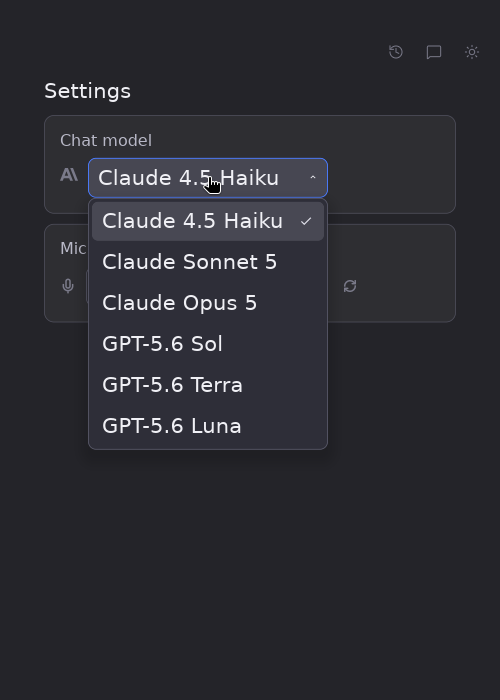 Settings
Chat model
Claude 4.5 Haiku
Claude 4.5 Haiku
Claude Sonnet 5
Claude Opus 5
GPT-5.6 Sol
GPT-5.6 Terra
GPT-5.6 Luna
Mic